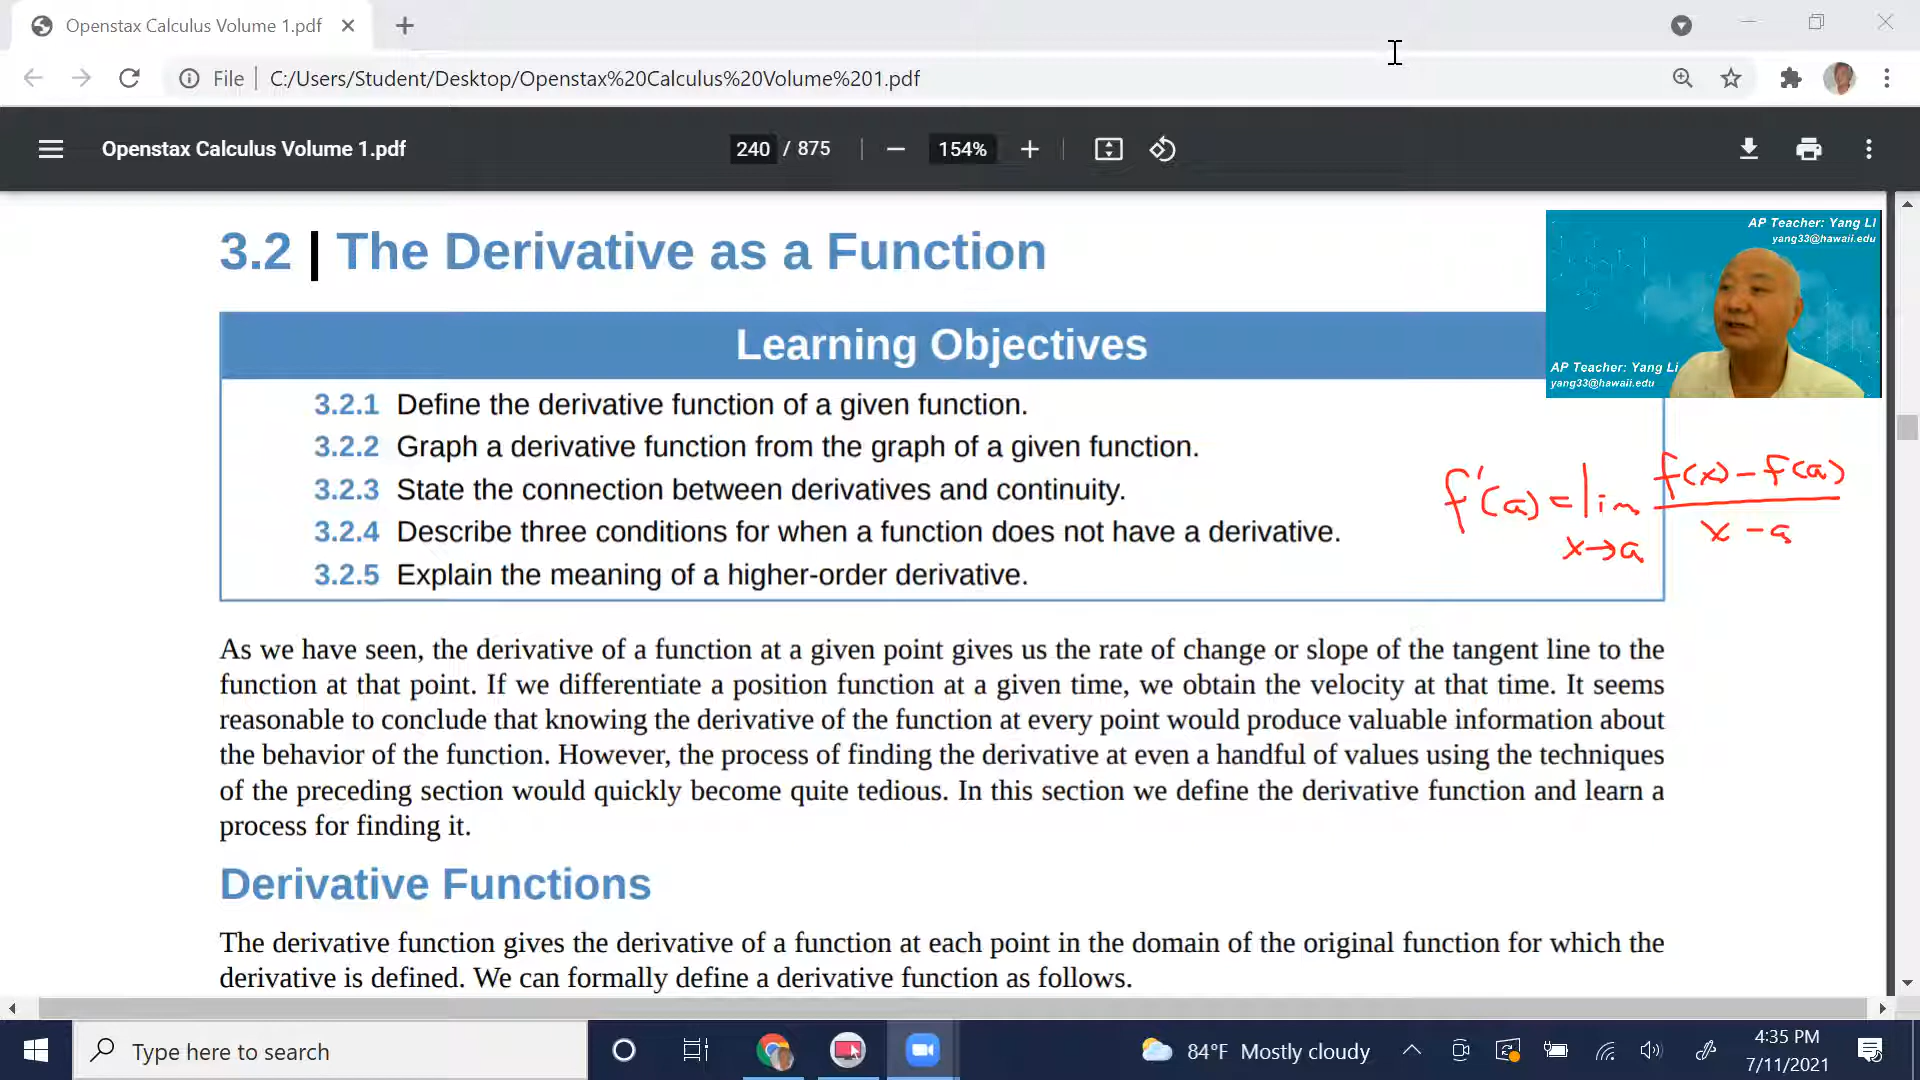 Openstax Calculus Volume 1.pdf
File C:/Users/Student/Desktop/Openstax%20Calculus%20Volume%201.pdf
Openstax Calculus Volume 1.pdf 240 / 875 154%
3.2 | The Derivative as a Function
AP Teacher: Yang LI
yang33@hawaii.edu
Learning Objectives
AP Teacher: Yang Li
yang33@hawaii.edu
3.2.1 Define the derivative function of a given function.
3.2.2 Graph a derivative function from the graph of a given function.
3.2.3 State the connection between derivatives and continuity.
3.2.4 Describe three conditions for when a function does not have a derivative.
3.2.5 Explain the meaning of a higher-order derivative.
f(x) - f(a)
f'(a) = lim
x - a
x→a
As we have seen, the derivative of a function at a given point gives us the rate of change or slope of the tangent line to the
function at that point. If we differentiate a position function at a given time, we obtain the velocity at that time. It seems
reasonable to conclude that knowing the derivative of the function at every point would produce valuable information about
the behavior of the function. However, the process of finding the derivative at even a handful of values using the techniques
of the preceding section would quickly become quite tedious. In this section we define the derivative function and learn a
process for finding it.
Derivative Functions
The derivative function gives the derivative of a function at each point in the domain of the original function for which the
derivative is defined. We can formally define a derivative function as follows.
Type here to search
84°F Mostly cloudy
4:35 PM
7/11/2021